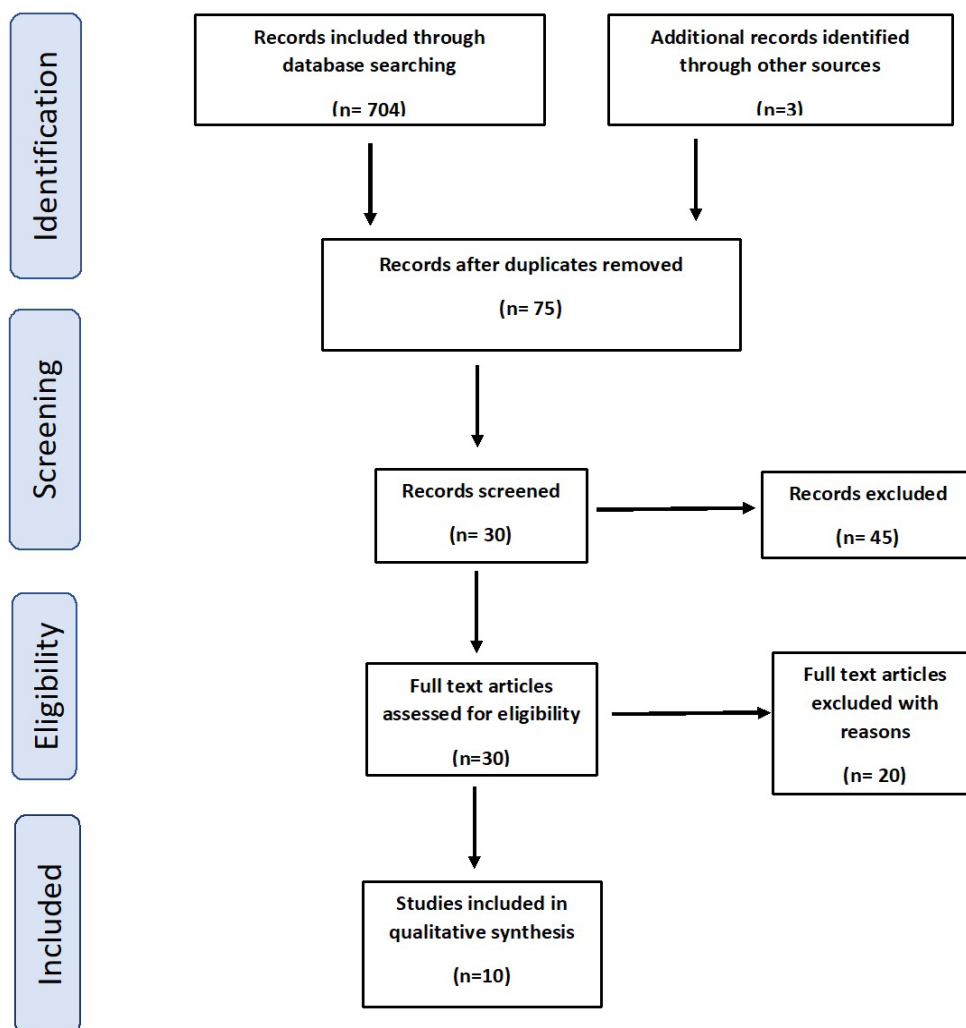 Identification
Records included through
database searching
(n= 704)
Additional records identified
through other sources
(n=3)
Records after duplicates removed
(n= 75)
Screening
Records screened
(n= 30)
Records excluded
(n= 45)
Eligibility
Full text articles
assessed for eligibility
(n=30)
Full text articles
excluded with
reasons
(n= 20)
Included
Studies included in
qualitative synthesis
(n=10)